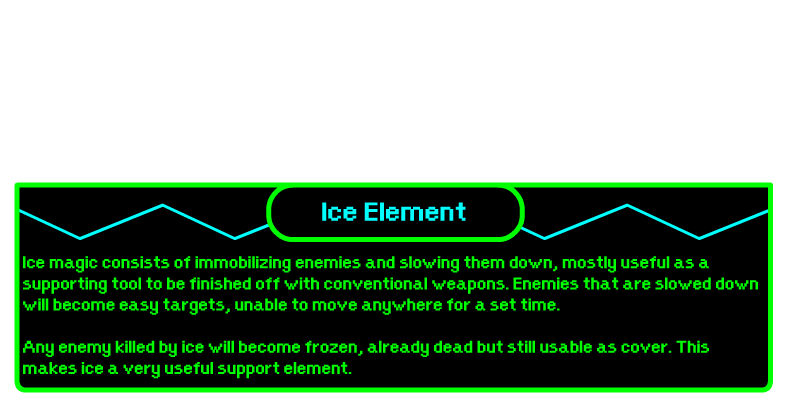 Ice Element
Ice magic consists of immobilizing enemies and slowing them down, mostly useful as a
supporting tool to be finished off with conventional weapons. Enemies that are slowed down
will become easy targets, unable to move anywhere for a set time.
Any enemy killed by ice will become frozen, already dead but still usable as cover. This
makes ice a very useful support element.